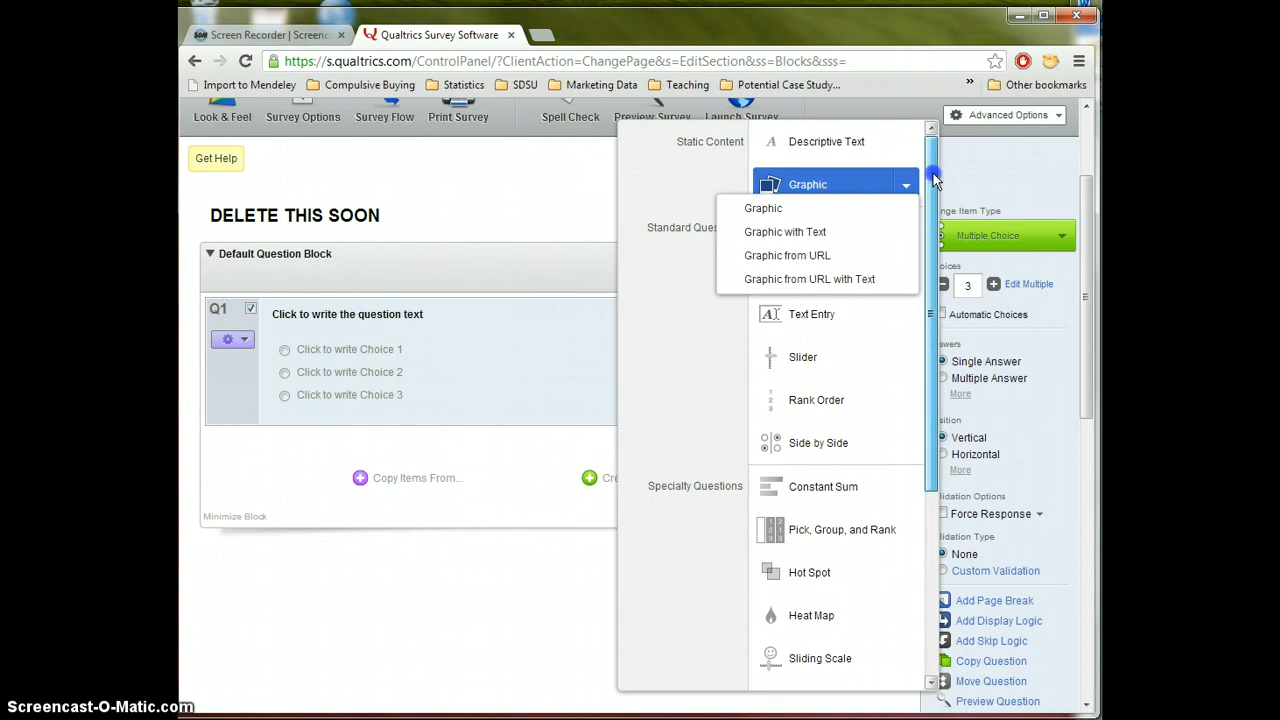 Screen Recorder | Screenc
Qualtrics Survey Software
https://s.qualtrics.com/ControlPanel/?ClientAction=ChangePage&s=EditSection&ss=Blocks&sss=
Import to Mendeley
Compulsive Buying
Statistics
SDSU
Marketing Data
Teaching
Potential Case Study...
»
Other bookmarks
Look & Feel
Survey Options
Survey Flow
Print Survey
Spell Check
Preview Survey
Launch Survey
Advanced Options
Get Help
DELETE THIS SOON
Default Question Block
Q1
Click to write the question text
Click to write Choice 1
Click to write Choice 2
Click to write Choice 3
Copy Items From...
Minimize Block
Static Content
Descriptive Text
Graphic
Graphic
Graphic with Text
Graphic from URL
Graphic from URL with Text
Text Entry
Slider
Rank Order
Side by Side
Specialty Questions
Constant Sum
Pick, Group, and Rank
Hot Spot
Heat Map
Sliding Scale
Item Type
Multiple Choice
3
Edit Multiple
Automatic Choices
Single Answer
Multiple Answer
More
Vertical
Horizontal
More
Options
Force Response
Type
None
Custom Validation
Add Page Break
Add Display Logic
Add Skip Logic
Copy Question
Move Question
Preview Question
Screencast-O-Matic.com